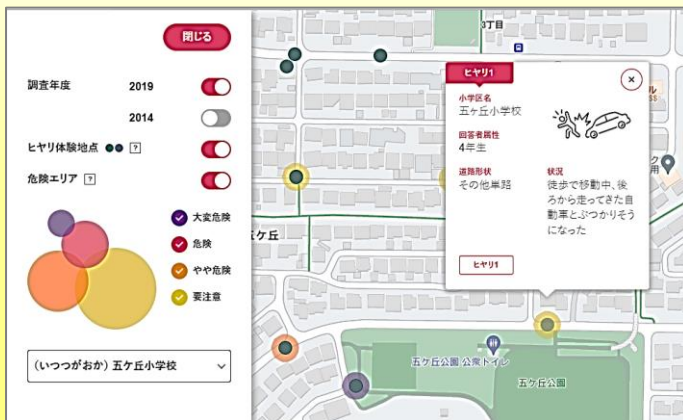 閉じる
調査年度 2019
2014
ヒヤリ体験地点 ?
危険エリア ?
大変危険
危険
やや危険
要注意
(いつつがおか) 五ケ丘小学校
3丁目
ヒヤリ1
×
小学区名
五ヶ丘小学校
回答者属性
4年生
道路形状
その他単路
状況
徒歩で移動中、後
ろから走ってきた自
動車とぶつかりそう
になった
ヒヤリ1
五ケ丘公園 公衆トイレ
五ケ丘公園